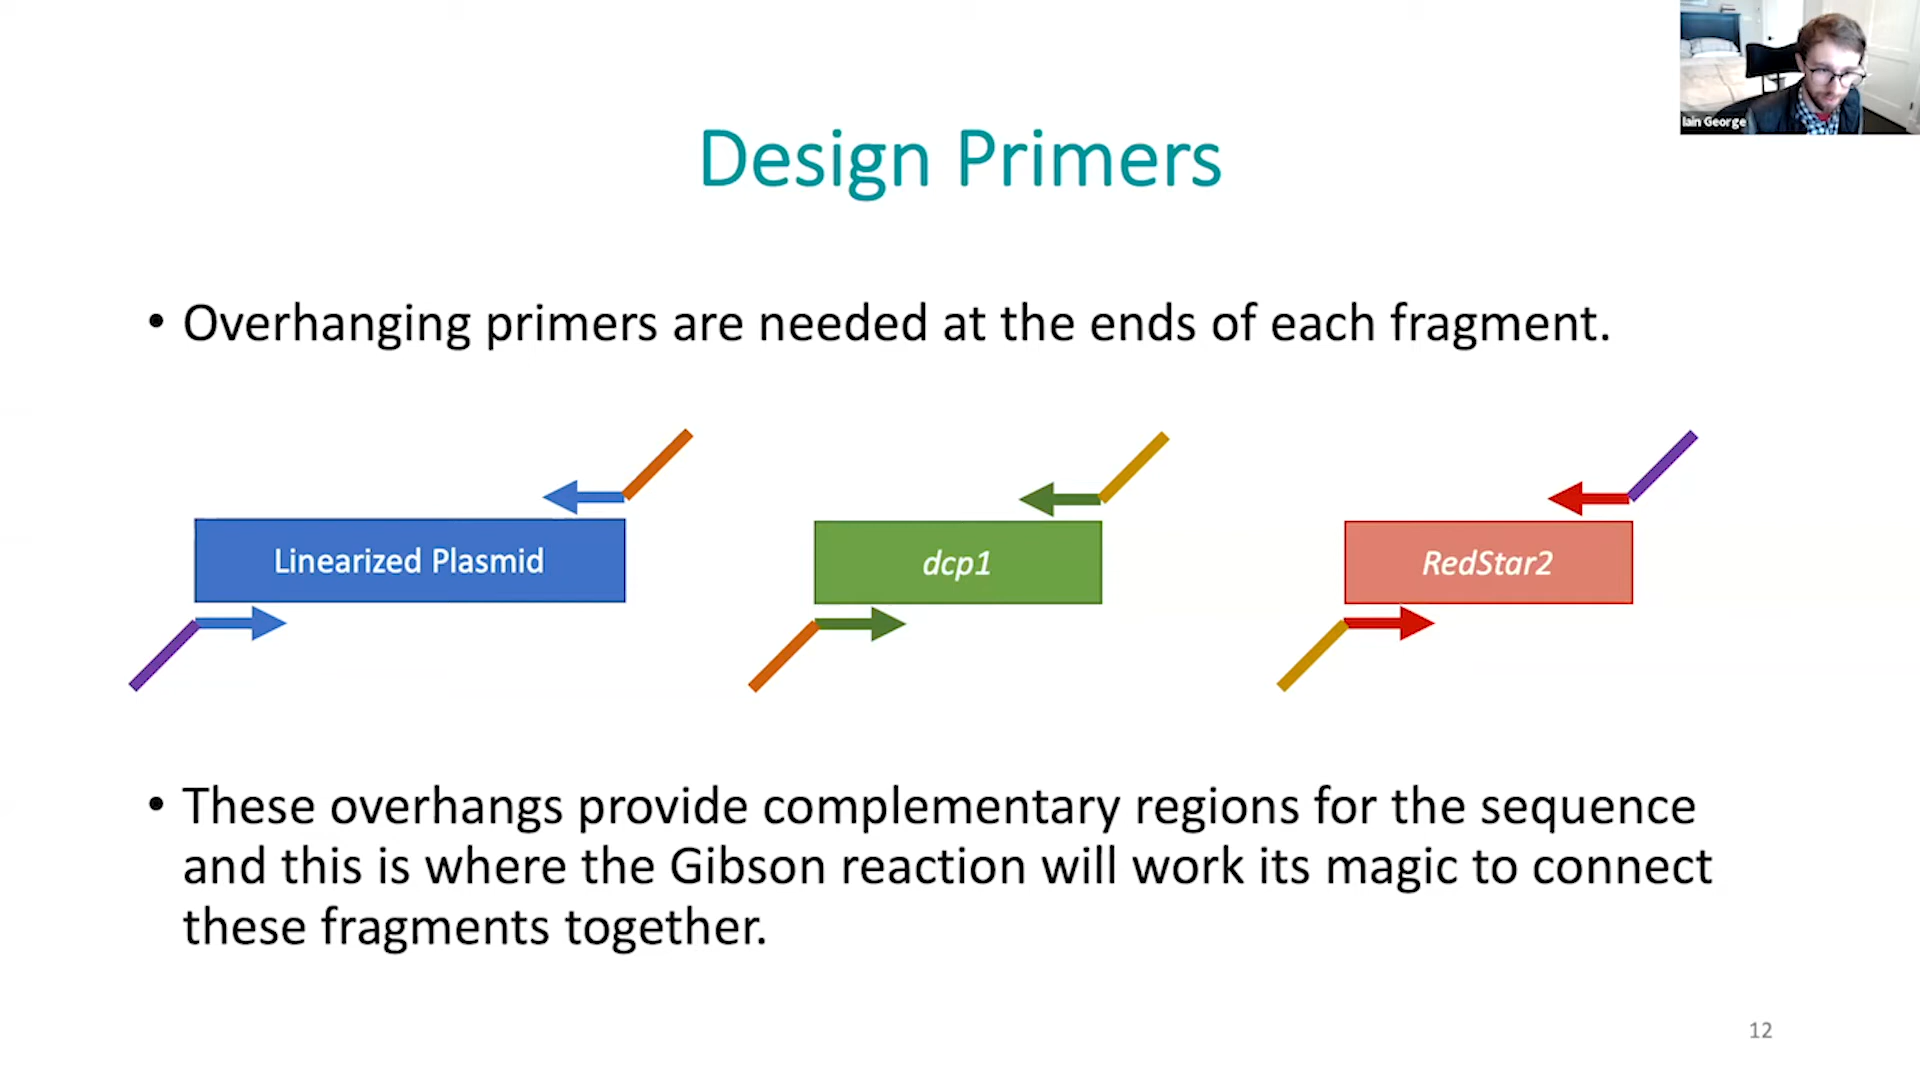 Iain George
Design Primers
• Overhanging primers are needed at the ends of each fragment.
Linearized Plasmid
dcp1
RedStar2
• These overhangs provide complementary regions for the sequence
and this is where the Gibson reaction will work its magic to connect
these fragments together.
12